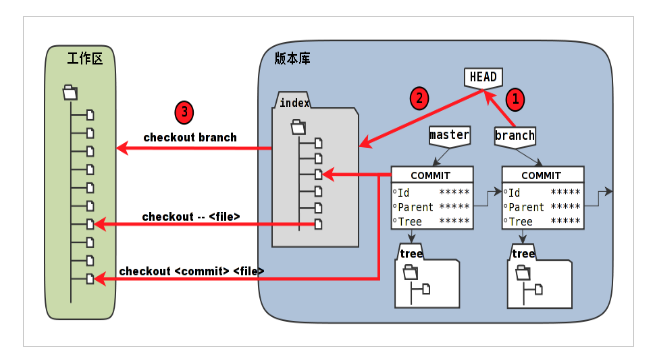 工作区
版本库
HEAD
1
2
3
index
master
branch
checkout branch
COMMIT
Id *****
Parent *****
Tree *****
COMMIT
Id *****
Parent *****
Tree *****
checkout -- <file>
tree
tree
checkout <commit> <file>